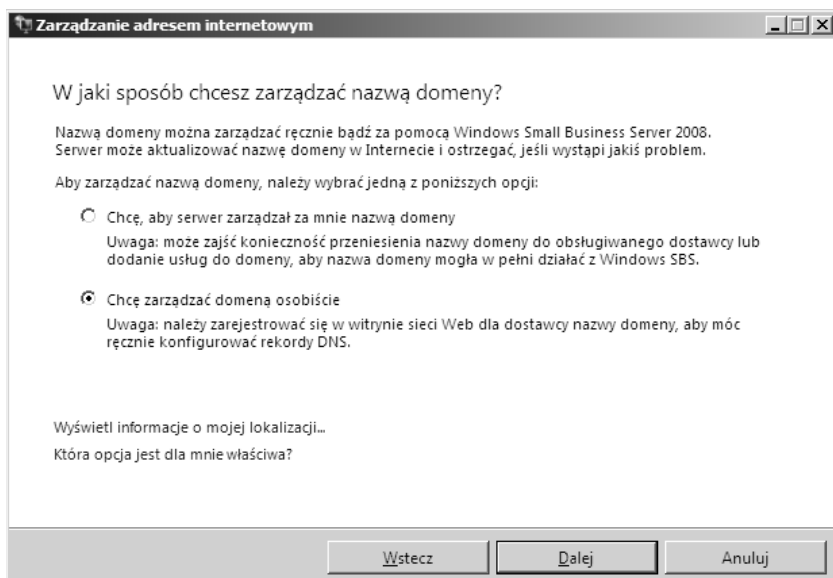 Zarządzanie adresem internetowym
W jaki sposób chcesz zarządzać nazwą domeny?
Nazwą domeny można zarządzać ręcznie bądź za pomocą Windows Small Business Server 2008.
Serwer może aktualizować nazwę domeny w Internecie i ostrzegać, jeśli wystąpi jakiś problem.
Aby zarządzać nazwą domeny, należy wybrać jedną z poniższych opcji:
Chcę, aby serwer zarządzał za mnie nazwą domeny
Uwaga: może zajść konieczność przeniesienia nazwy domeny do obsługiwanego dostawcy lub
dodanie usług do domeny, aby nazwa domeny mogła w pełni działać z Windows SBS.
Chcę zarządzać domeną osobiście
Uwaga: należy zarejestrować się w witrynie sieci Web dla dostawcy nazwy domeny, aby móc
ręcznie konfigurować rekordy DNS.
Wyświetl informacje o mojej lokalizacji...
Która opcja jest dla mnie właściwa?
Wstecz
Dalej
Anuluj